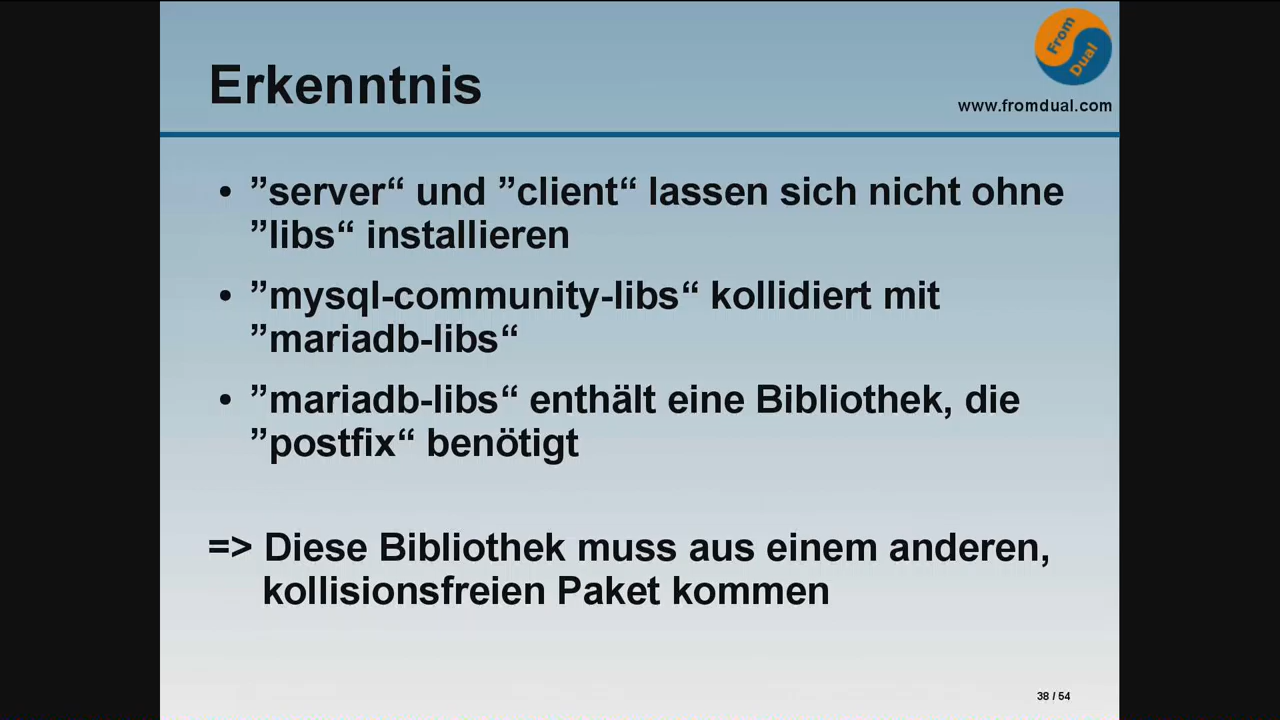 From
Dual
Erkenntnis
www.fromdual.com
• ”server“ und ”client“ lassen sich nicht ohne
”libs“ installieren
• ”mysql-community-libs“ kollidiert mit
”mariadb-libs“
• ”mariadb-libs“ enthält eine Bibliothek, die
”postfix“ benötigt
=> Diese Bibliothek muss aus einem anderen,
kollisionsfreien Paket kommen
38 / 54